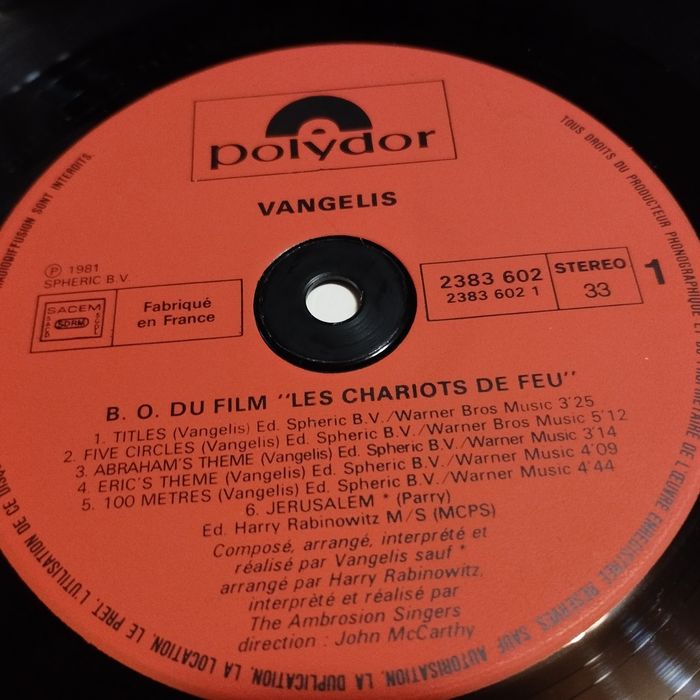 polydor
VANGELIS
℗ 1981
SPHERIC B.V.
SACEM
SDRM
Fabriqué
en France
2383 602
2383 602 1
STEREO
33
1
B. O. DU FILM "LES CHARIOTS DE FEU"
1. TITLES (Vangelis) Ed. Spheric B.V./Warner Bros Music 3'25
2. FIVE CIRCLES (Vangelis) Ed. Spheric B.V./Warner Bros Music 5'12
3. ABRAHAM'S THEME (Vangelis) Ed. Spheric B.V./Warner Music 3'14
4. ERIC'S THEME (Vangelis) Ed. Spheric B.V./Warner Music 4'09
5. 100 METRES (Vangelis) Ed. Spheric B.V./Warner Music 4'44
6. JERUSALEM * (Parry)
Ed. Harry Rabinowitz M/S (MCPS)
Composé, arrangé, interprété et
réalisé par Vangelis sauf *
arrangé par Harry Rabinowitz,
interprèté et réalisé par
The Ambrosion Singers
direction : John McCarthy
TOUS DROITS DU PRODUCTEUR PHONOGRAPHIQUE ET DU PROPRIETAIRE DE L'ŒUVRE ENREGISTREE RESERVES. SAUF AUTORISATION, LA DUPLICATION, LA LOCATION, LE PRET, L'UTILISATION DE CE DISQUE RADIODIFFUSION SONT INTERDITS.